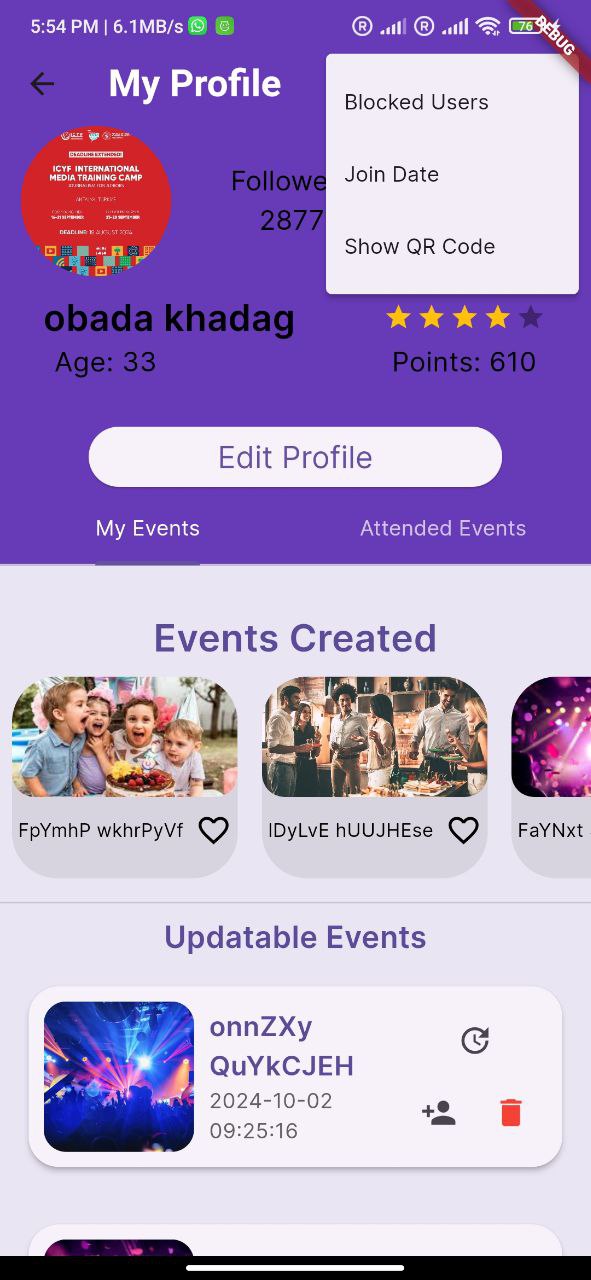 5:54 PM | 6.1MB/s
76
DEBUG
My Profile
Blocked Users
Join Date
Show QR Code
DEADLINE EXTENDED
ICYF INTERNATIONAL
MEDIA TRAINING CAMP
DEADLINE: 18 AUGUST 2024
Followe
2877
obada khadag
Age: 33
Points: 610
Edit Profile
My Events
Attended Events
Events Created
FpYmhP wkhrPyVf
lDyLvE hUUJHEse
FaYNxt
Updatable Events
onnZXy
QuYkCJEH
2024-10-02
09:25:16